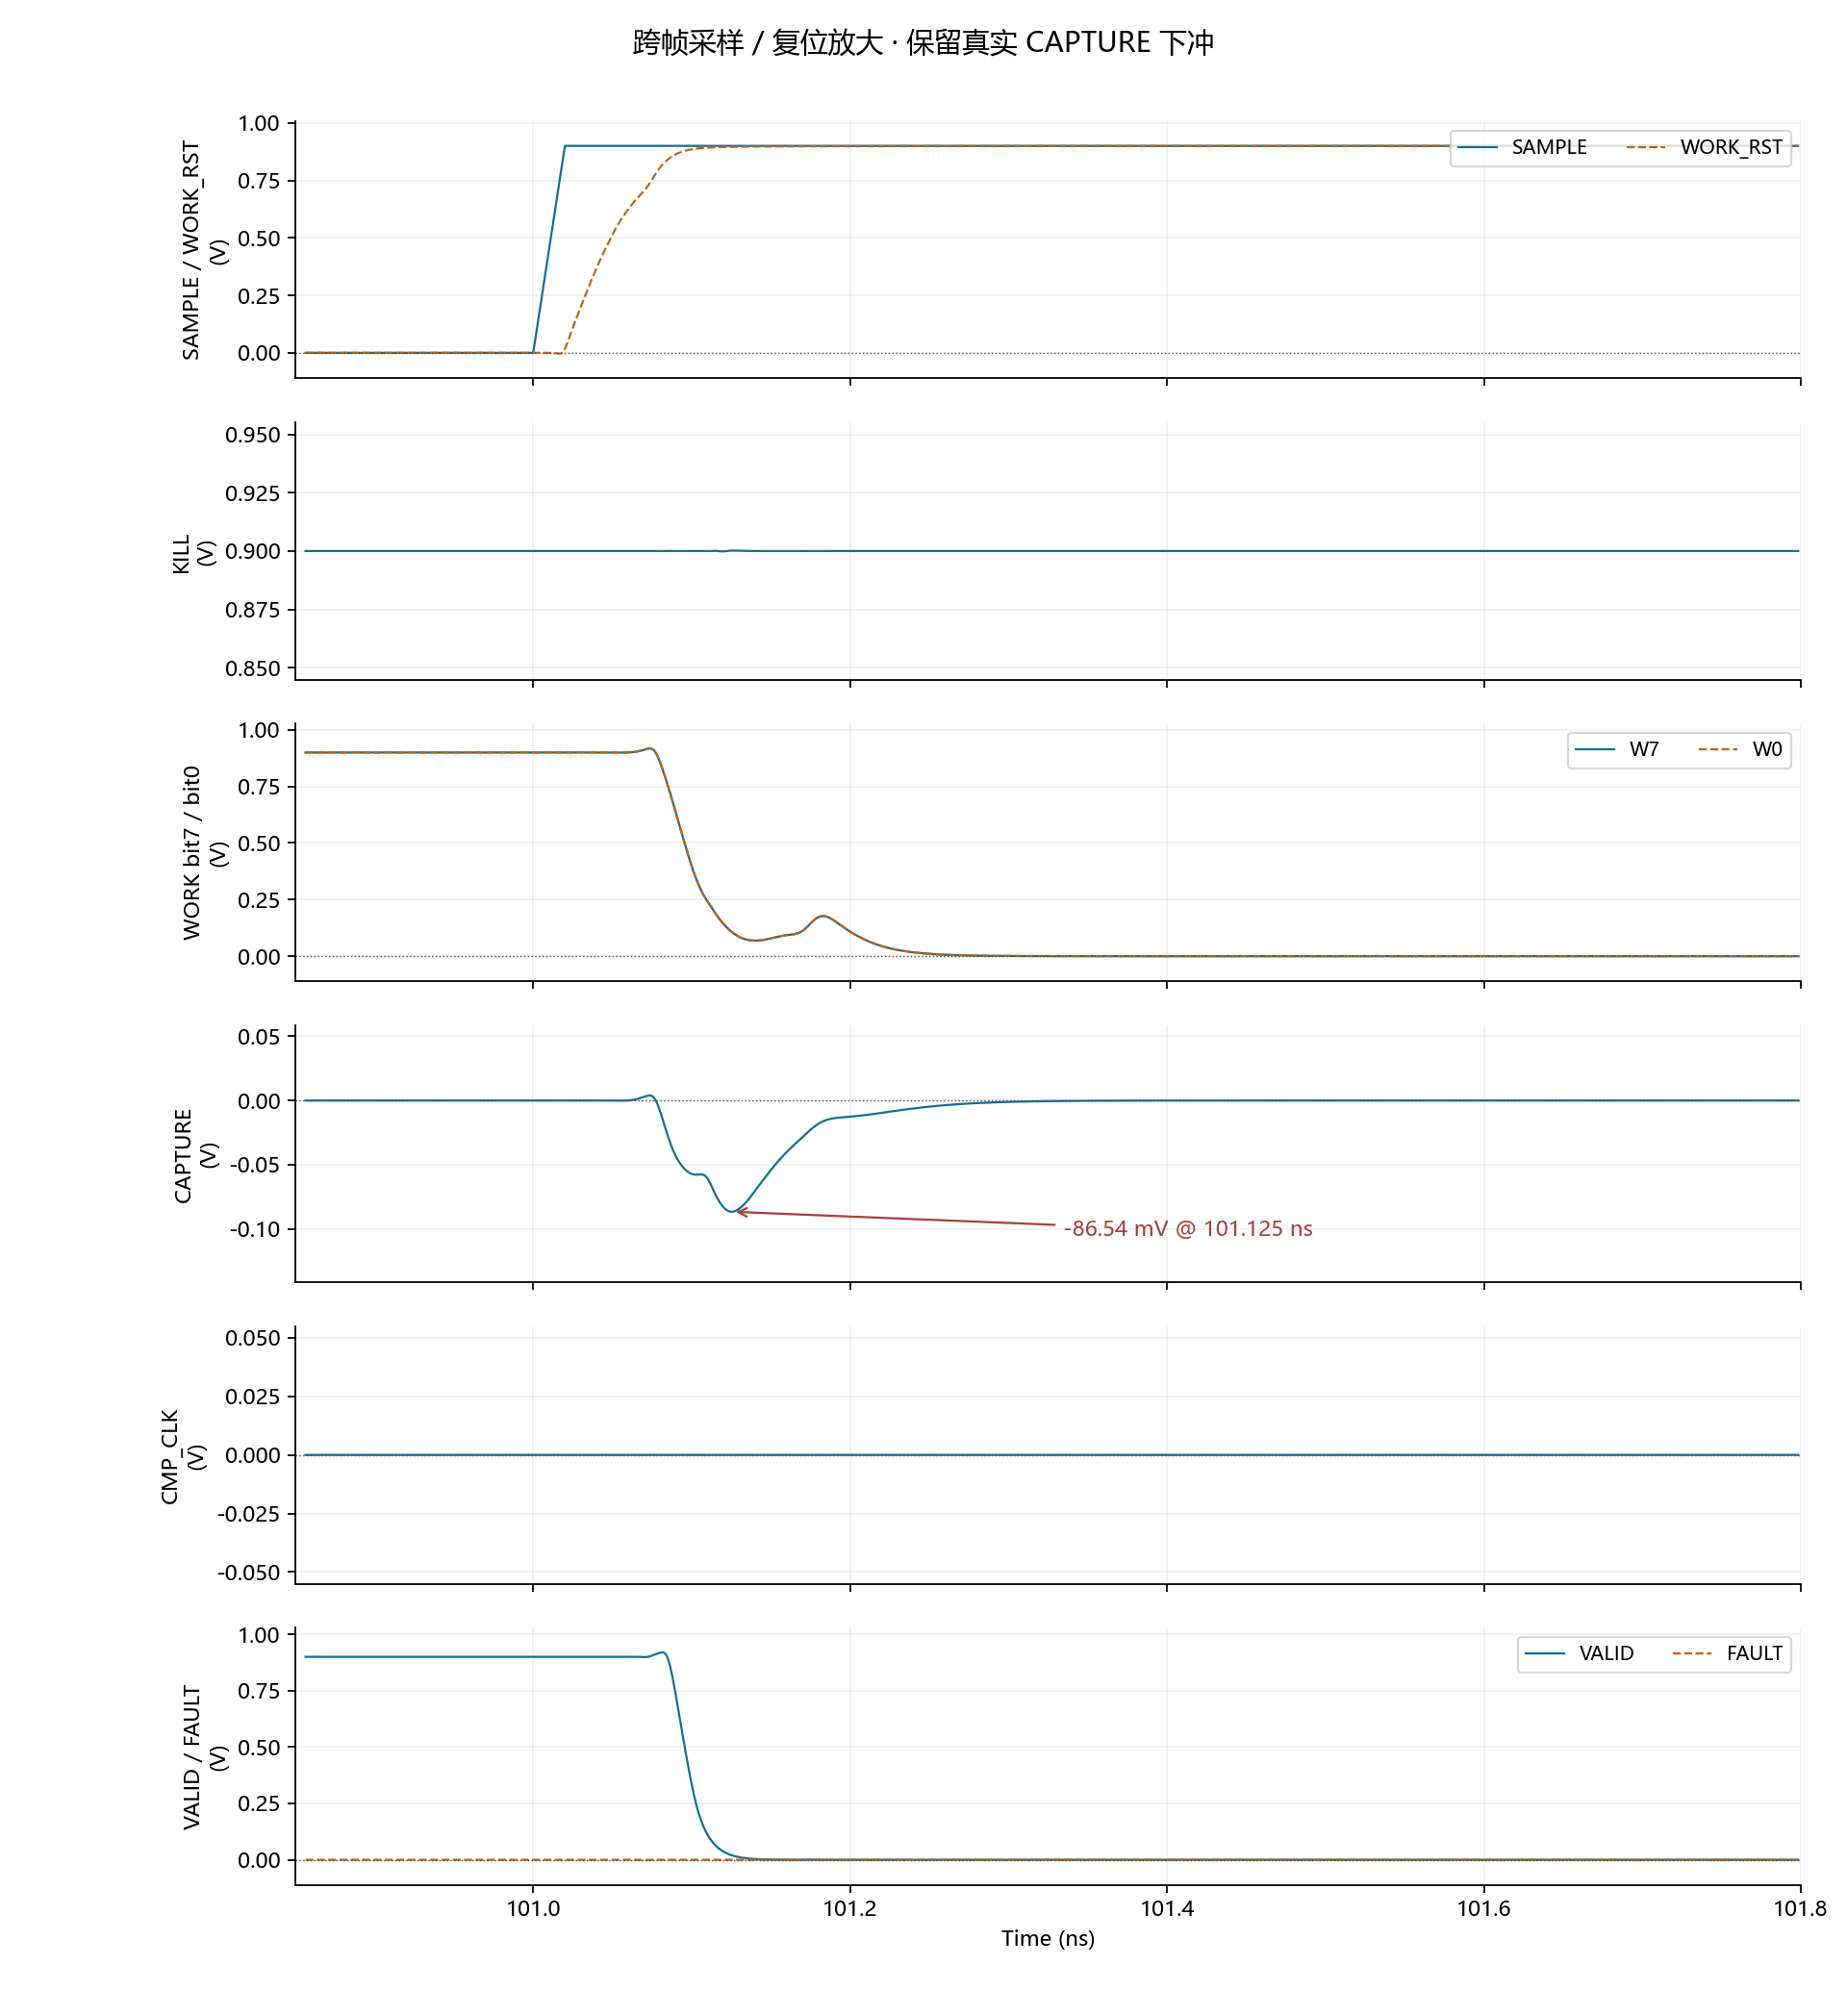 跨帧采样 / 复位放大 · 保留真实 CAPTURE 下冲
SAMPLE / WORK_RST
(V)
1.00
0.75
0.50
0.25
0.00
SAMPLE
WORK_RST
KILL
(V)
0.950
0.925
0.900
0.875
0.850
WORK bit7 / bit0
(V)
1.00
0.75
0.50
0.25
0.00
W7
W0
CAPTURE
(V)
0.05
0.00
-0.05
-0.10
-86.54 mV @ 101.125 ns
CMP_CLK
(V)
0.050
0.025
0.000
-0.025
-0.050
VALID / FAULT
(V)
1.00
0.75
0.50
0.25
0.00
VALID
FAULT
101.0
101.2
101.4
101.6
101.8
Time (ns)